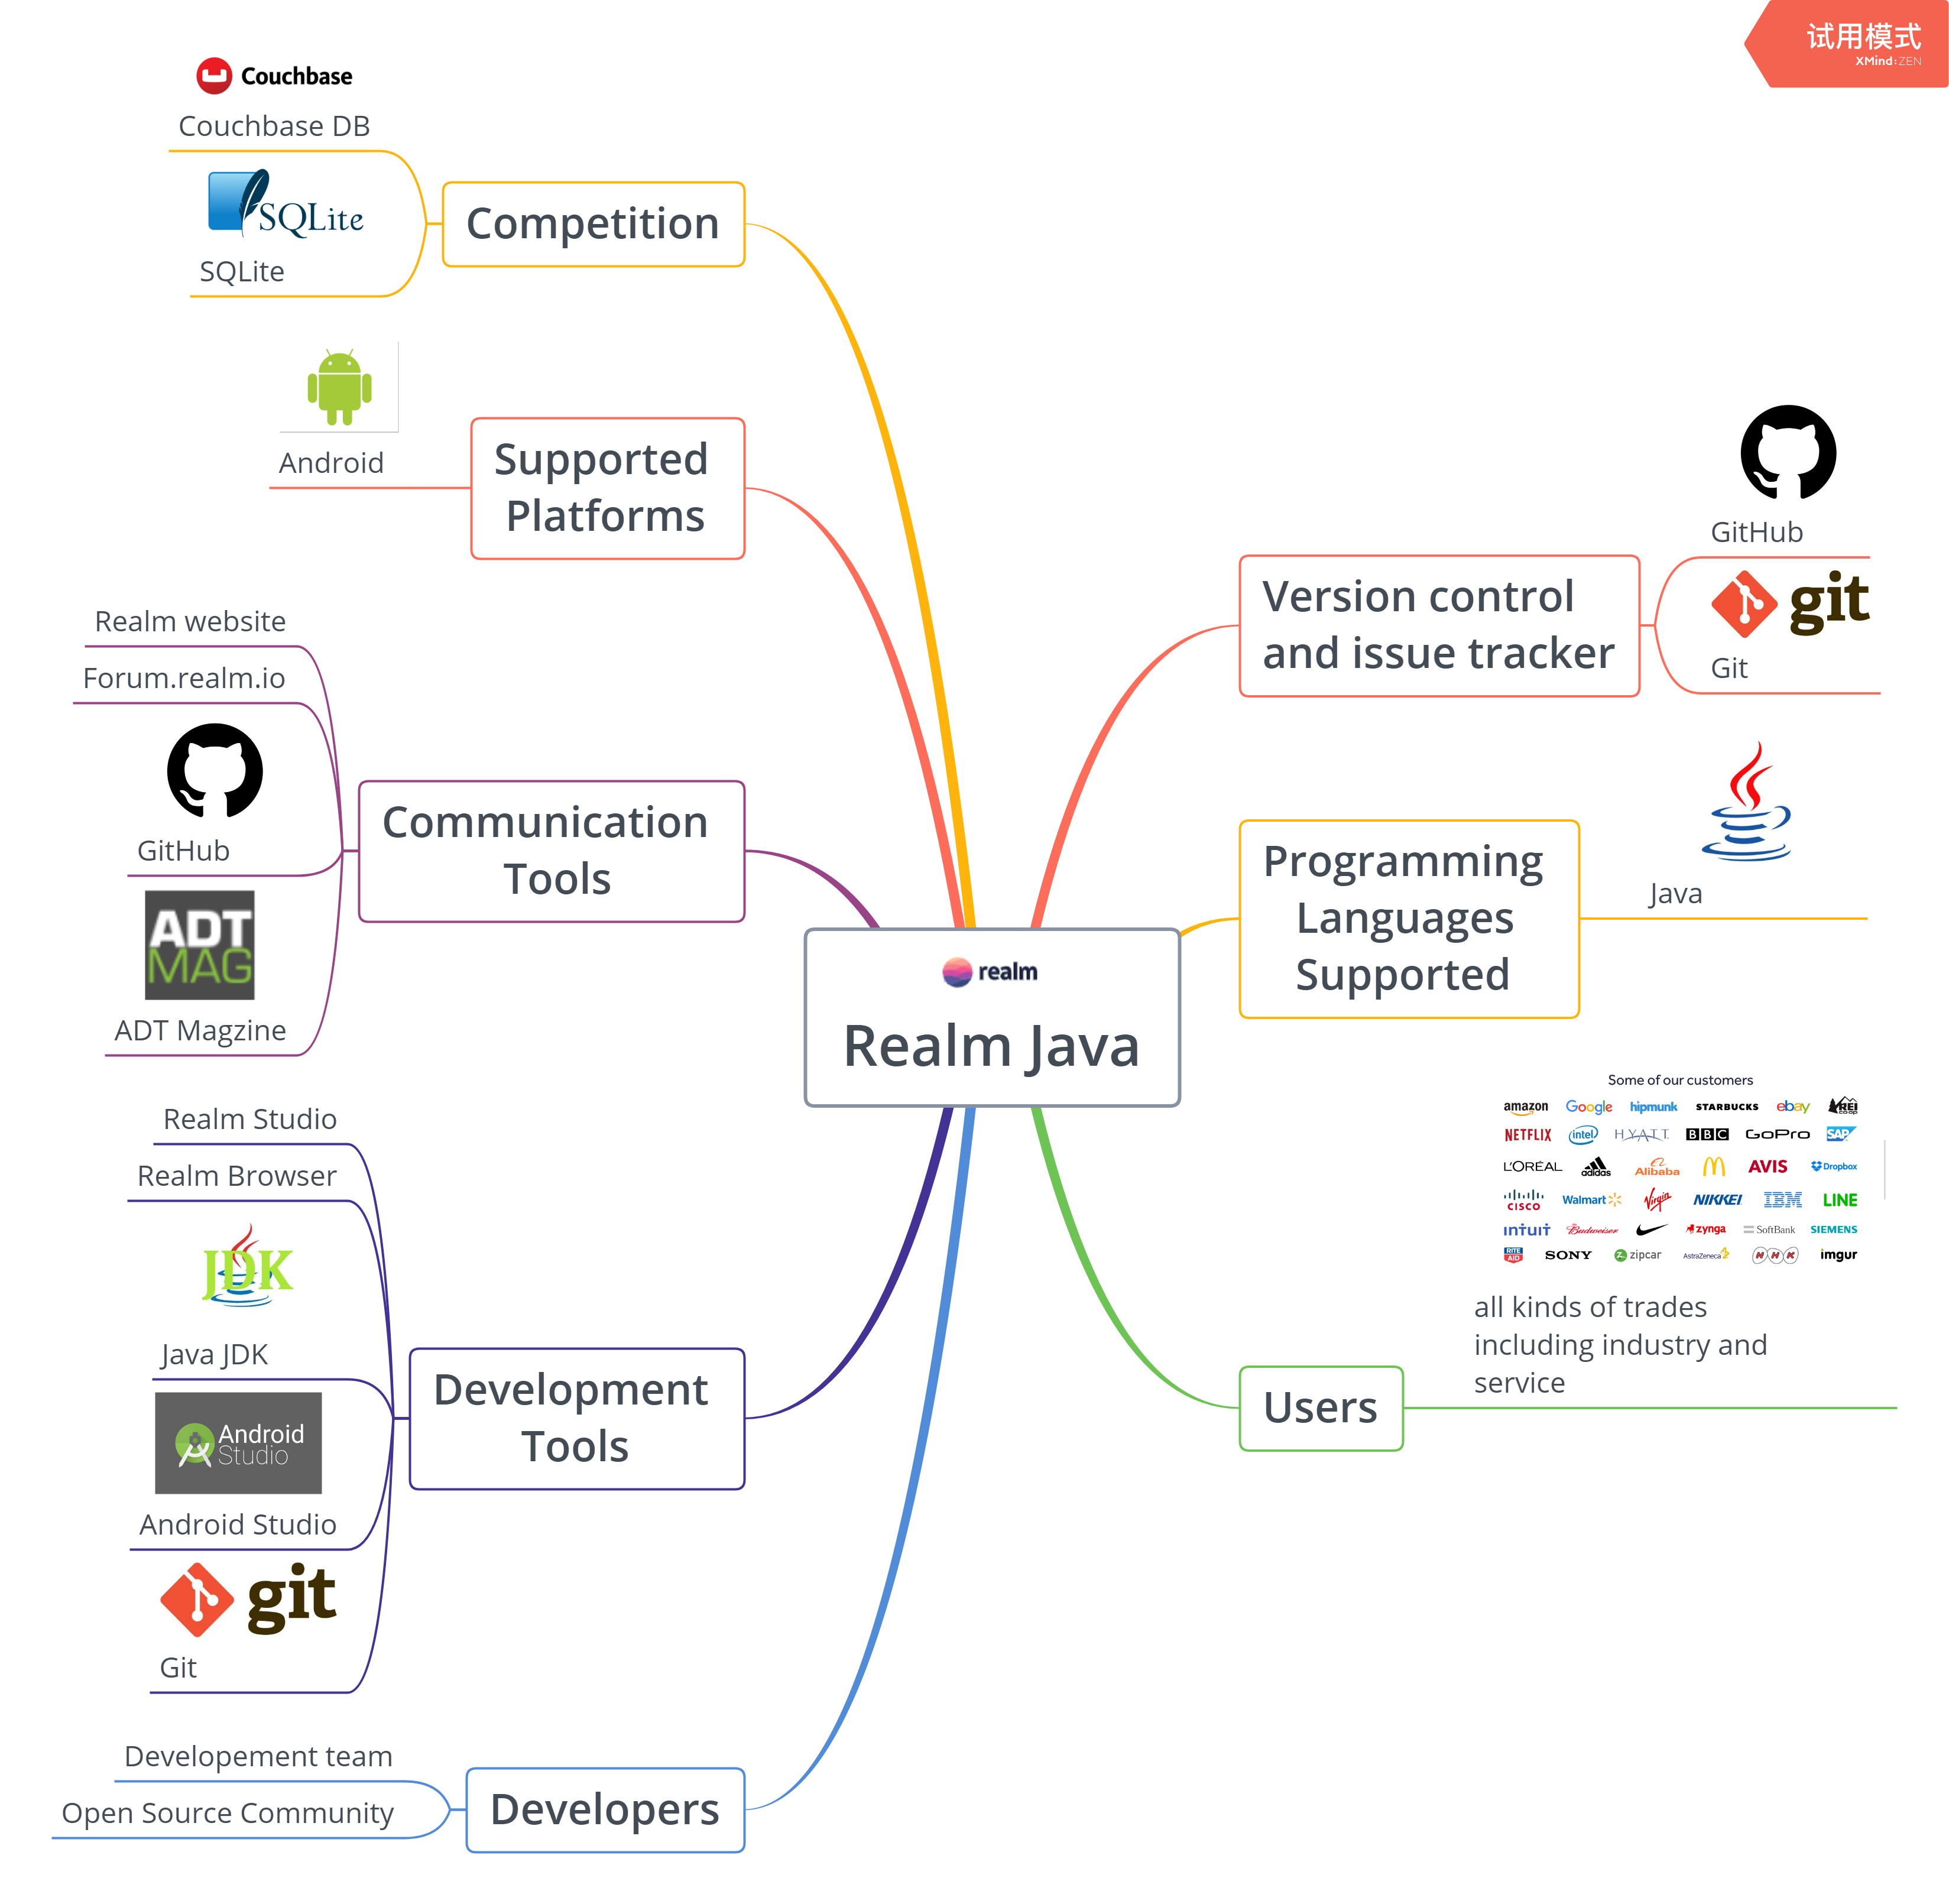 试用模式
XMind:ZEN
Couchbase
Couchbase DB
SQLite
SQLite
Competition
Android
Supported
Platforms
Realm website
Forum.realm.io
GitHub
ADT
MAG
ADT Magzine
Communication
Tools
Realm Studio
Realm Browser
JDK
Java JDK
Android
Studio
Android Studio
git
Git
Development
Tools
Developement team
Open Source Community
Developers
realm
Realm Java
Version control
and issue tracker
GitHub
git
Git
Programming
Languages
Supported
Java
Users
Some of our customers
amazon Google hipmunk STARBUCKS ebay REI co-op
NETFLIX intel HYATT BBC GoPro SAP
L'ORÉAL adidas Alibaba AVIS Dropbox
CISCO Walmart Virgin NIKKEI IBM LINE
intuit Budweiser zynga SoftBank SIEMENS
RITE AID SONY zipcar AstraZeneca NHK imgur
all kinds of trades
including industry and
service